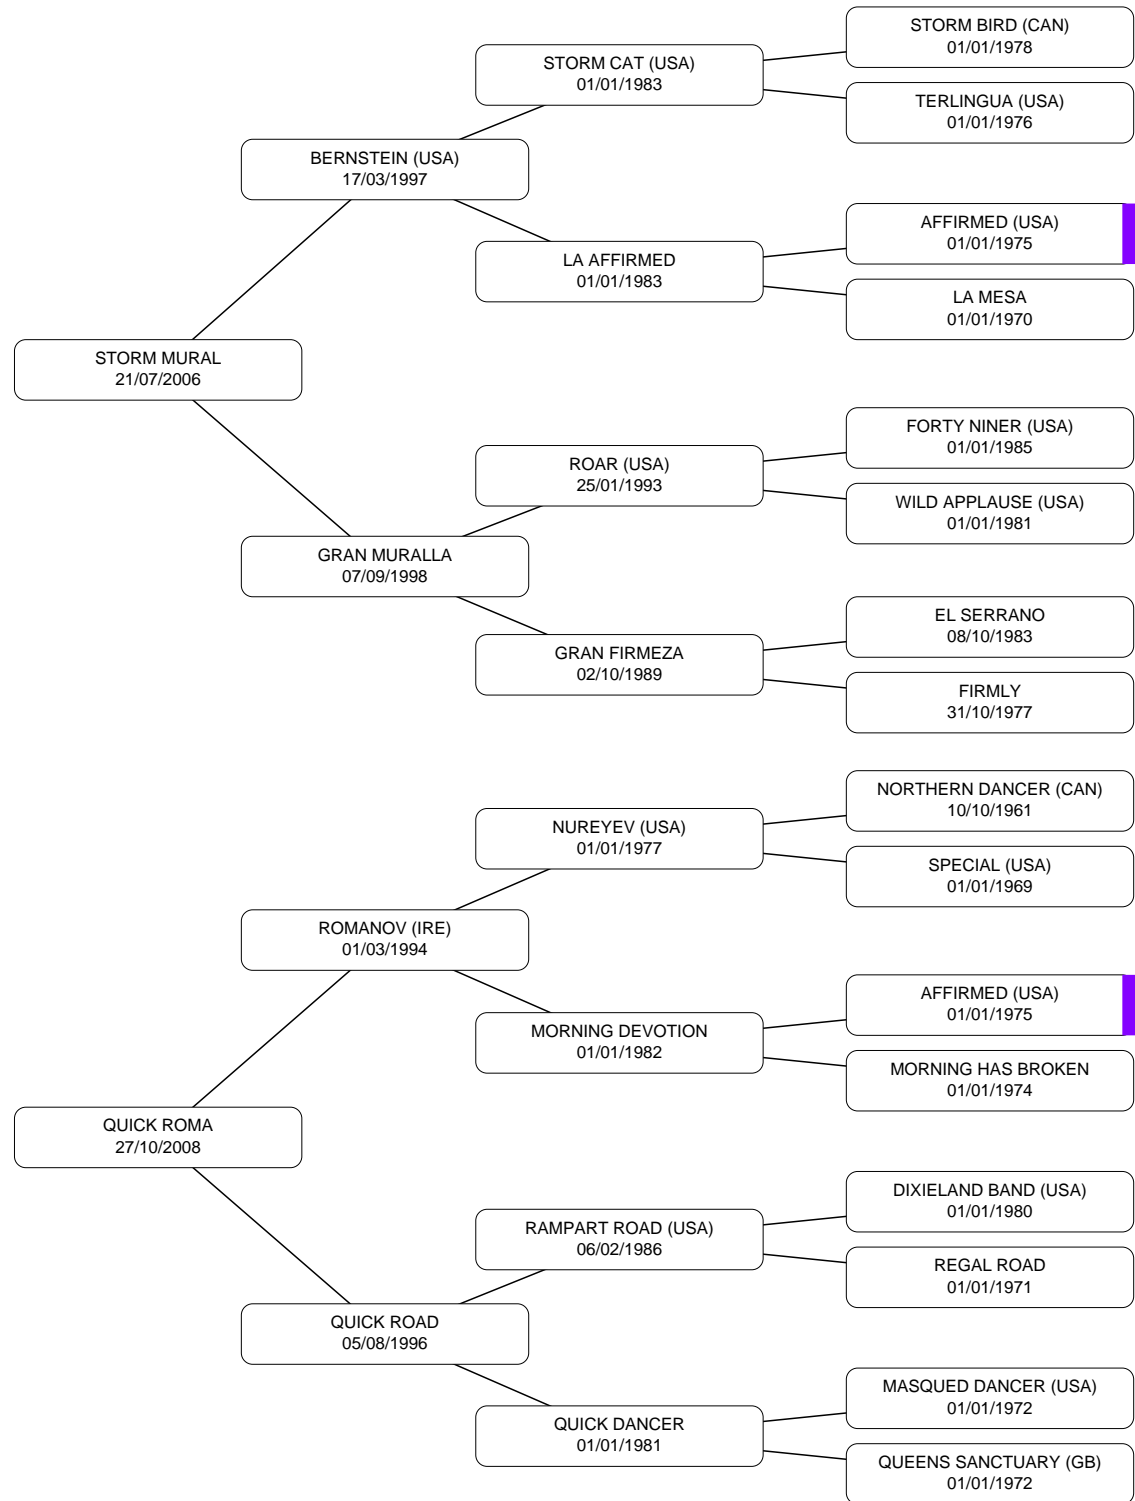 STORM BIRD (CAN)
01/01/1978
STORM CAT (USA)
01/01/1983
TERLINGUA (USA)
01/01/1976
BERNSTEIN (USA)
17/03/1997
AFFIRMED (USA)
01/01/1975
LA AFFIRMED
01/01/1983
LA MESA
01/01/1970
STORM MURAL
21/07/2006
FORTY NINER (USA)
01/01/1985
ROAR (USA)
25/01/1993
WILD APPLAUSE (USA)
01/01/1981
GRAN MURALLA
07/09/1998
EL SERRANO
08/10/1983
GRAN FIRMEZA
02/10/1989
FIRMLY
31/10/1977
NORTHERN DANCER (CAN)
10/10/1961
NUREYEV (USA)
01/01/1977
SPECIAL (USA)
01/01/1969
ROMANOV (IRE)
01/03/1994
AFFIRMED (USA)
01/01/1975
MORNING DEVOTION
01/01/1982
MORNING HAS BROKEN
01/01/1974
QUICK ROMA
27/10/2008
DIXIELAND BAND (USA)
01/01/1980
RAMPART ROAD (USA)
06/02/1986
REGAL ROAD
01/01/1971
QUICK ROAD
05/08/1996
MASQUED DANCER (USA)
01/01/1972
QUICK DANCER
01/01/1981
QUEENS SANCTUARY (GB)
01/01/1972